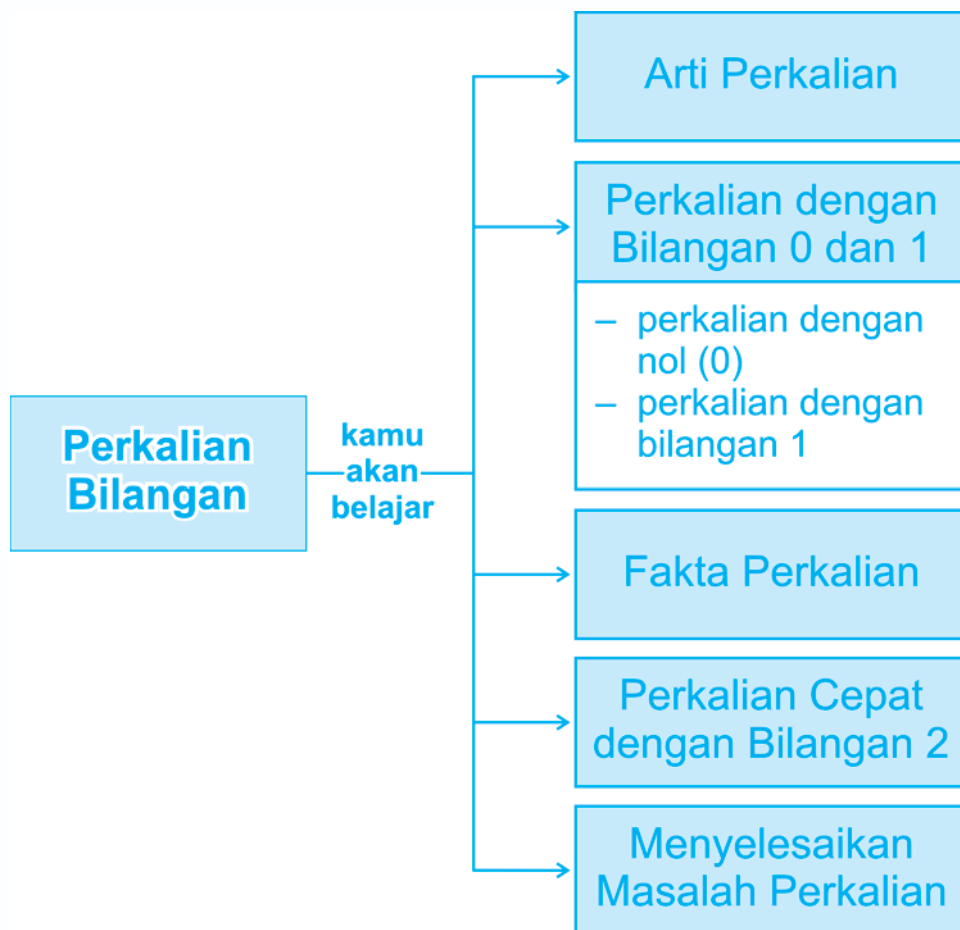 Perkalian
Bilangan
kamu
akan
belajar
Arti Perkalian
Perkalian dengan
Bilangan 0 dan 1
– perkalian dengan
nol (0)
– perkalian dengan
bilangan 1
Fakta Perkalian
Perkalian Cepat
dengan Bilangan 2
Menyelesaikan
Masalah Perkalian